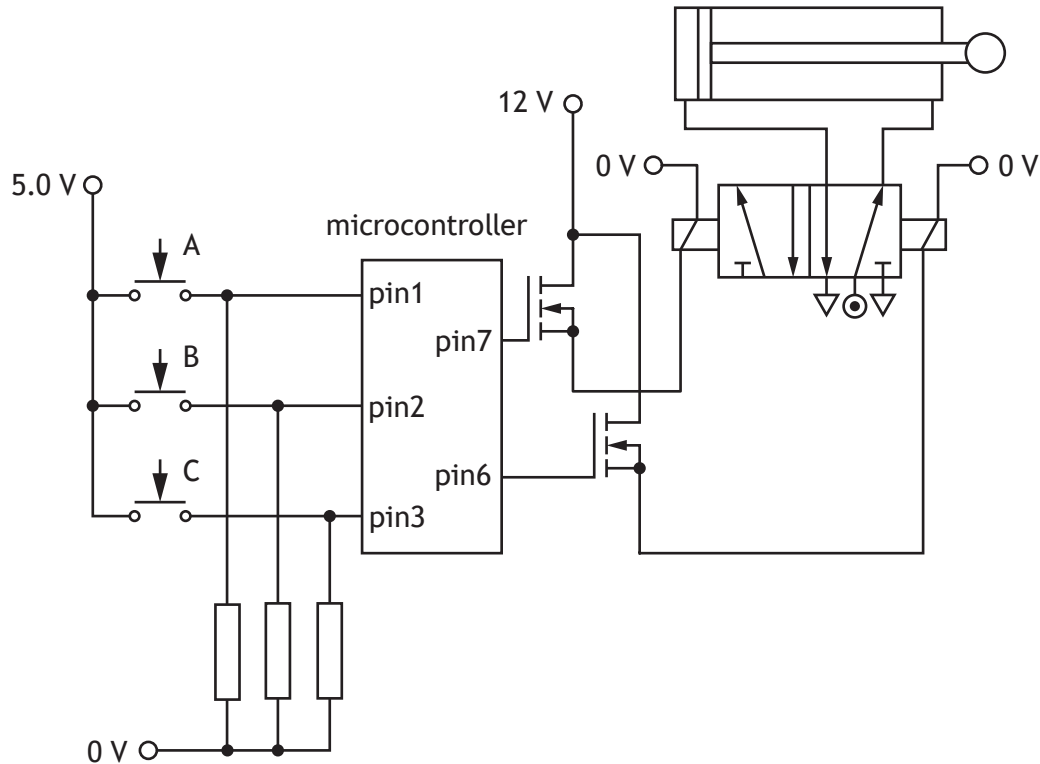 12 V
0 V
0 V
5.0 V
microcontroller
A
pin1
pin7
B
pin2
pin6
C
pin3
0 V